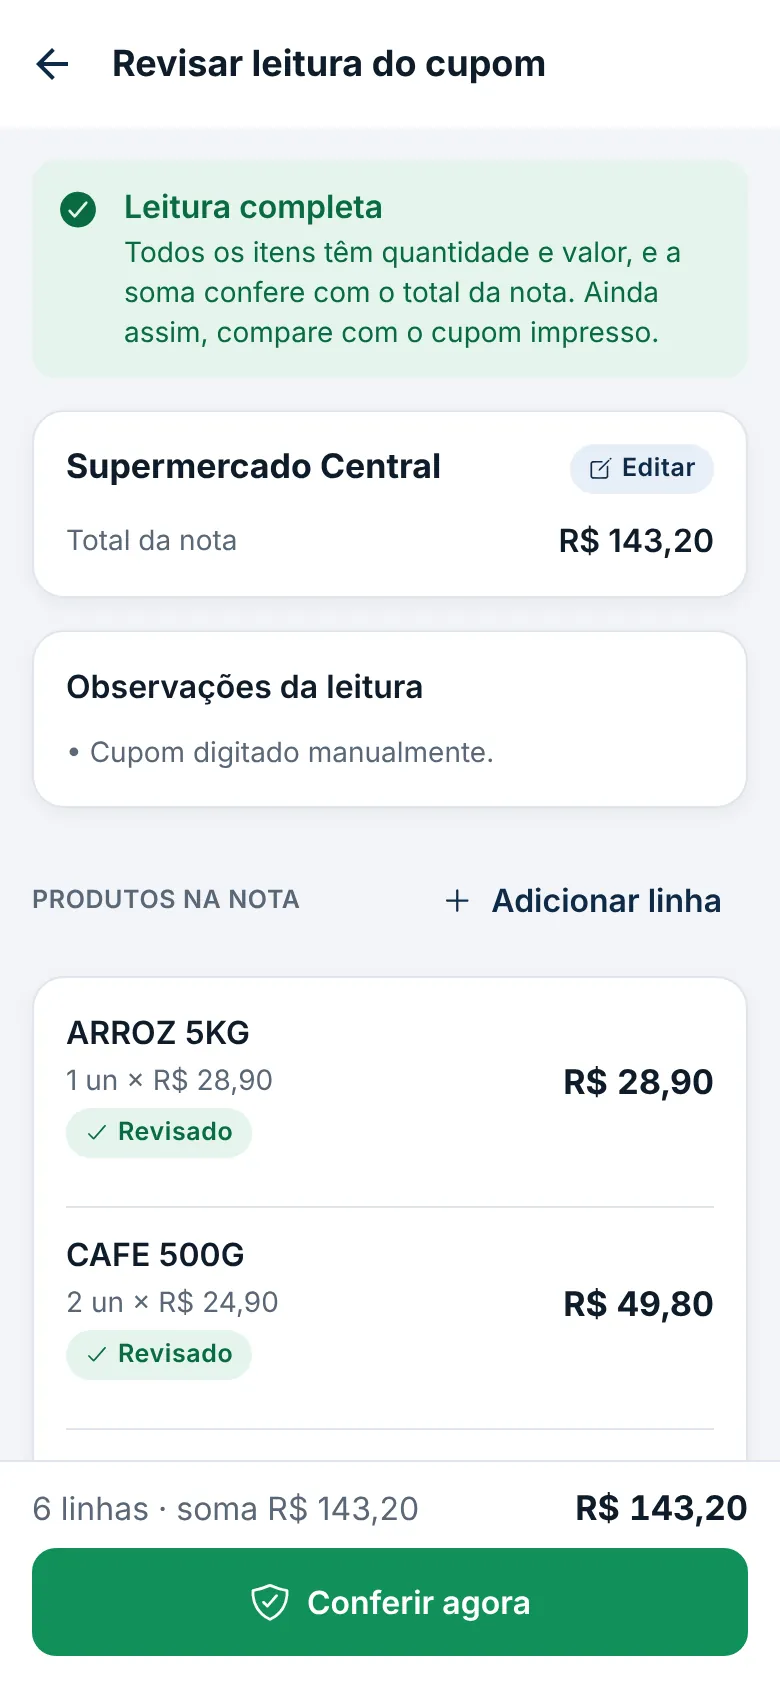 Revisar leitura do cupom
Leitura completa
Todos os itens têm quantidade e valor, e a
soma confere com o total da nota. Ainda
assim, compare com o cupom impresso.
Supermercado Central
Editar
Total da nota
R$ 143,20
Observações da leitura
• Cupom digitado manualmente.
PRODUTOS NA NOTA
+ Adicionar linha
ARROZ 5KG
1 un × R$ 28,90
R$ 28,90
Revisado
CAFE 500G
2 un × R$ 24,90
R$ 49,80
Revisado
6 linhas · soma R$ 143,20
R$ 143,20
Conferir agora